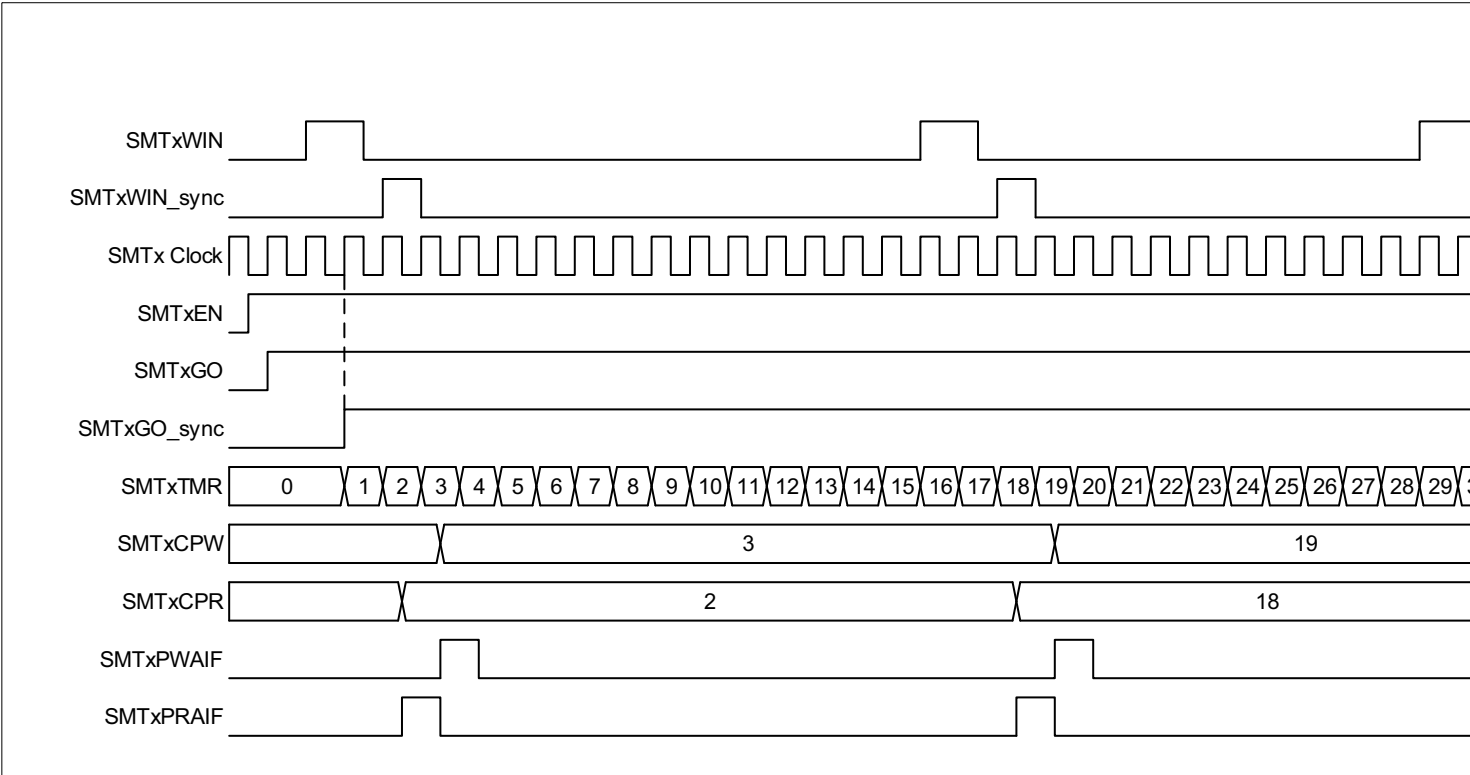 SMTxWIN
SMTxWIN_sync
SMTx Clock
SMTxEN
SMTxGO
SMTxGO_sync
SMTxTMR 0 1 2 3 4 5 6 7 8 9 10 11 12 13 14 15 16 17 18 19 20 21 22 23 24 25 26 27 28 29
SMTxCPW 3 19
SMTxCPR 2 18
SMTxPWAIF
SMTxPRAIF